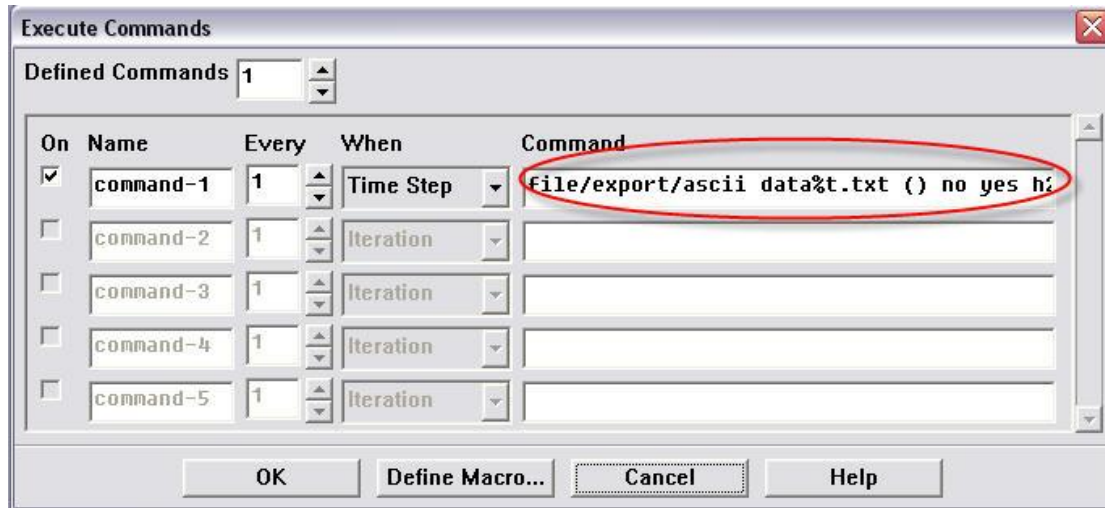 Execute Commands
Defined Commands 1
On Name Every When Command
command-1 1 Time Step file/export/ascii data%t.txt () no yes h2
command-2 1 Iteration
command-3 1 Iteration
command-4 1 Iteration
command-5 1 Iteration
OK Define Macro... Cancel Help